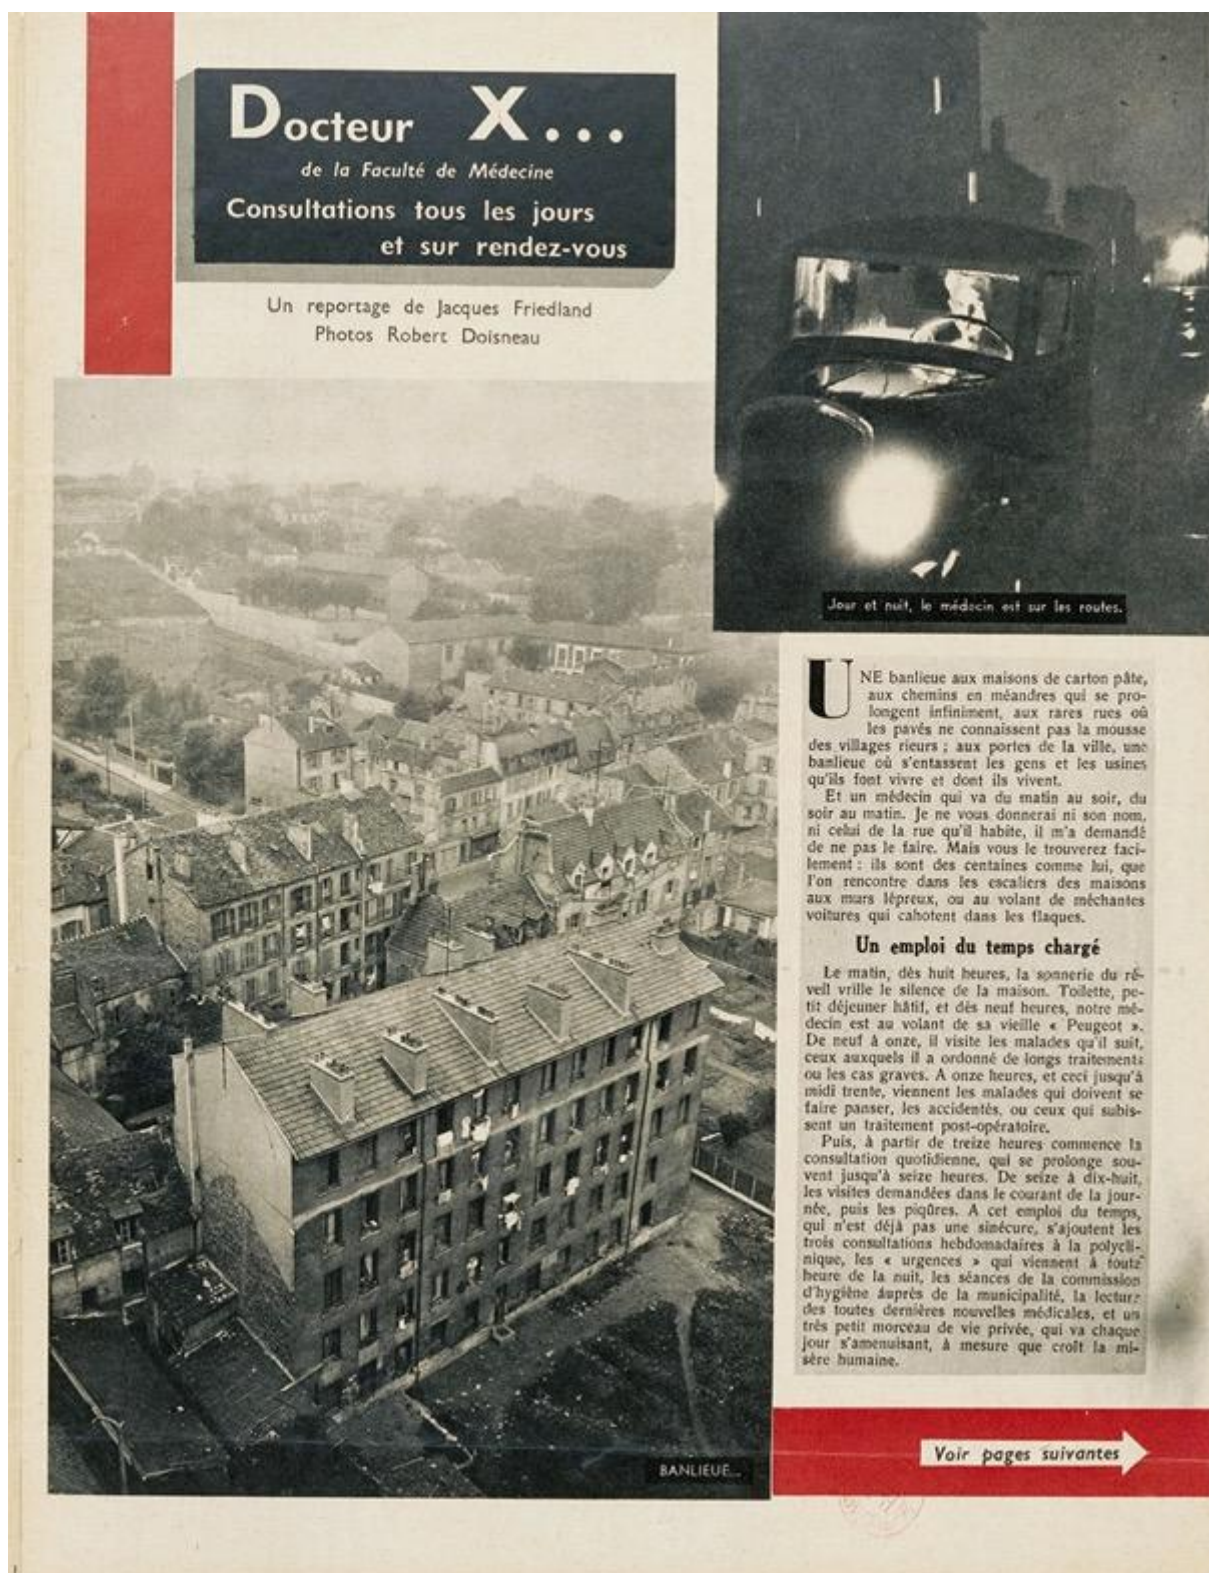 Docteur X...
de la Faculté de Médecine
Consultations tous les jours
et sur rendez-vous
Un reportage de Jacques Friedland
Photos Robert Doisneau
Jour et nuit, le médecin est sur les routes.
UNE banlieue aux maisons de carton pâte,
aux chemins en méandres qui se pro-
longent infiniment, aux rares rues où
les pavés ne connaissent pas la mousse
des villages rieurs ; aux portes de la ville, une
banlieue où s'entassent les gens et les usines
qu'ils font vivre et dont ils vivent.
Et un médecin qui va du matin au soir, du
soir au matin. Je ne vous donnerai ni son nom,
ni celui de la rue qu'il habite, il m'a demandé
de ne pas le faire. Mais vous le trouverez faci-
lement : ils sont des centaines comme lui, que
l'on rencontre dans les escaliers des maisons
aux murs lépreux, ou au volant de méchantes
voitures qui cahotent dans les flaques.
Un emploi du temps chargé
Le matin, dès huit heures, la sonnerie du ré-
veil vrille le silence de la maison. Toilette, pe-
tit déjeuner hâtif, et dès neuf heures, notre mé-
decin est au volant de sa vieille « Peugeot ».
De neuf à onze, il visite les malades qu'il suit,
ceux auxquels il a ordonné de longs traitements
ou les cas graves. A onze heures, et ceci jusqu'à
midi trente, viennent les malades qui doivent se
faire panser, les accidentés, ou ceux qui subis-
sent un traitement post-opératoire.
Puis, à partir de treize heures commence la
consultation quotidienne, qui se prolonge sou-
vent jusqu'à seize heures. De seize à dix-huit,
les visites demandées dans le courant de la jour-
née, puis les piqûres. A cet emploi du temps,
qui n'est déjà pas une sinécure, s'ajoutent les
trois consultations hebdomadaires à la polycli-
nique, les « urgences » qui viennent à toute
heure de la nuit, les séances de la commission
d'hygiène auprès de la municipalité, la lecture
des toutes dernières nouvelles médicales, et un
très petit morceau de vie privée, qui va chaque
jour s'amenuisant, à mesure que croît la mi-
sère humaine.
BANLIEUE...
Voir pages suivantes